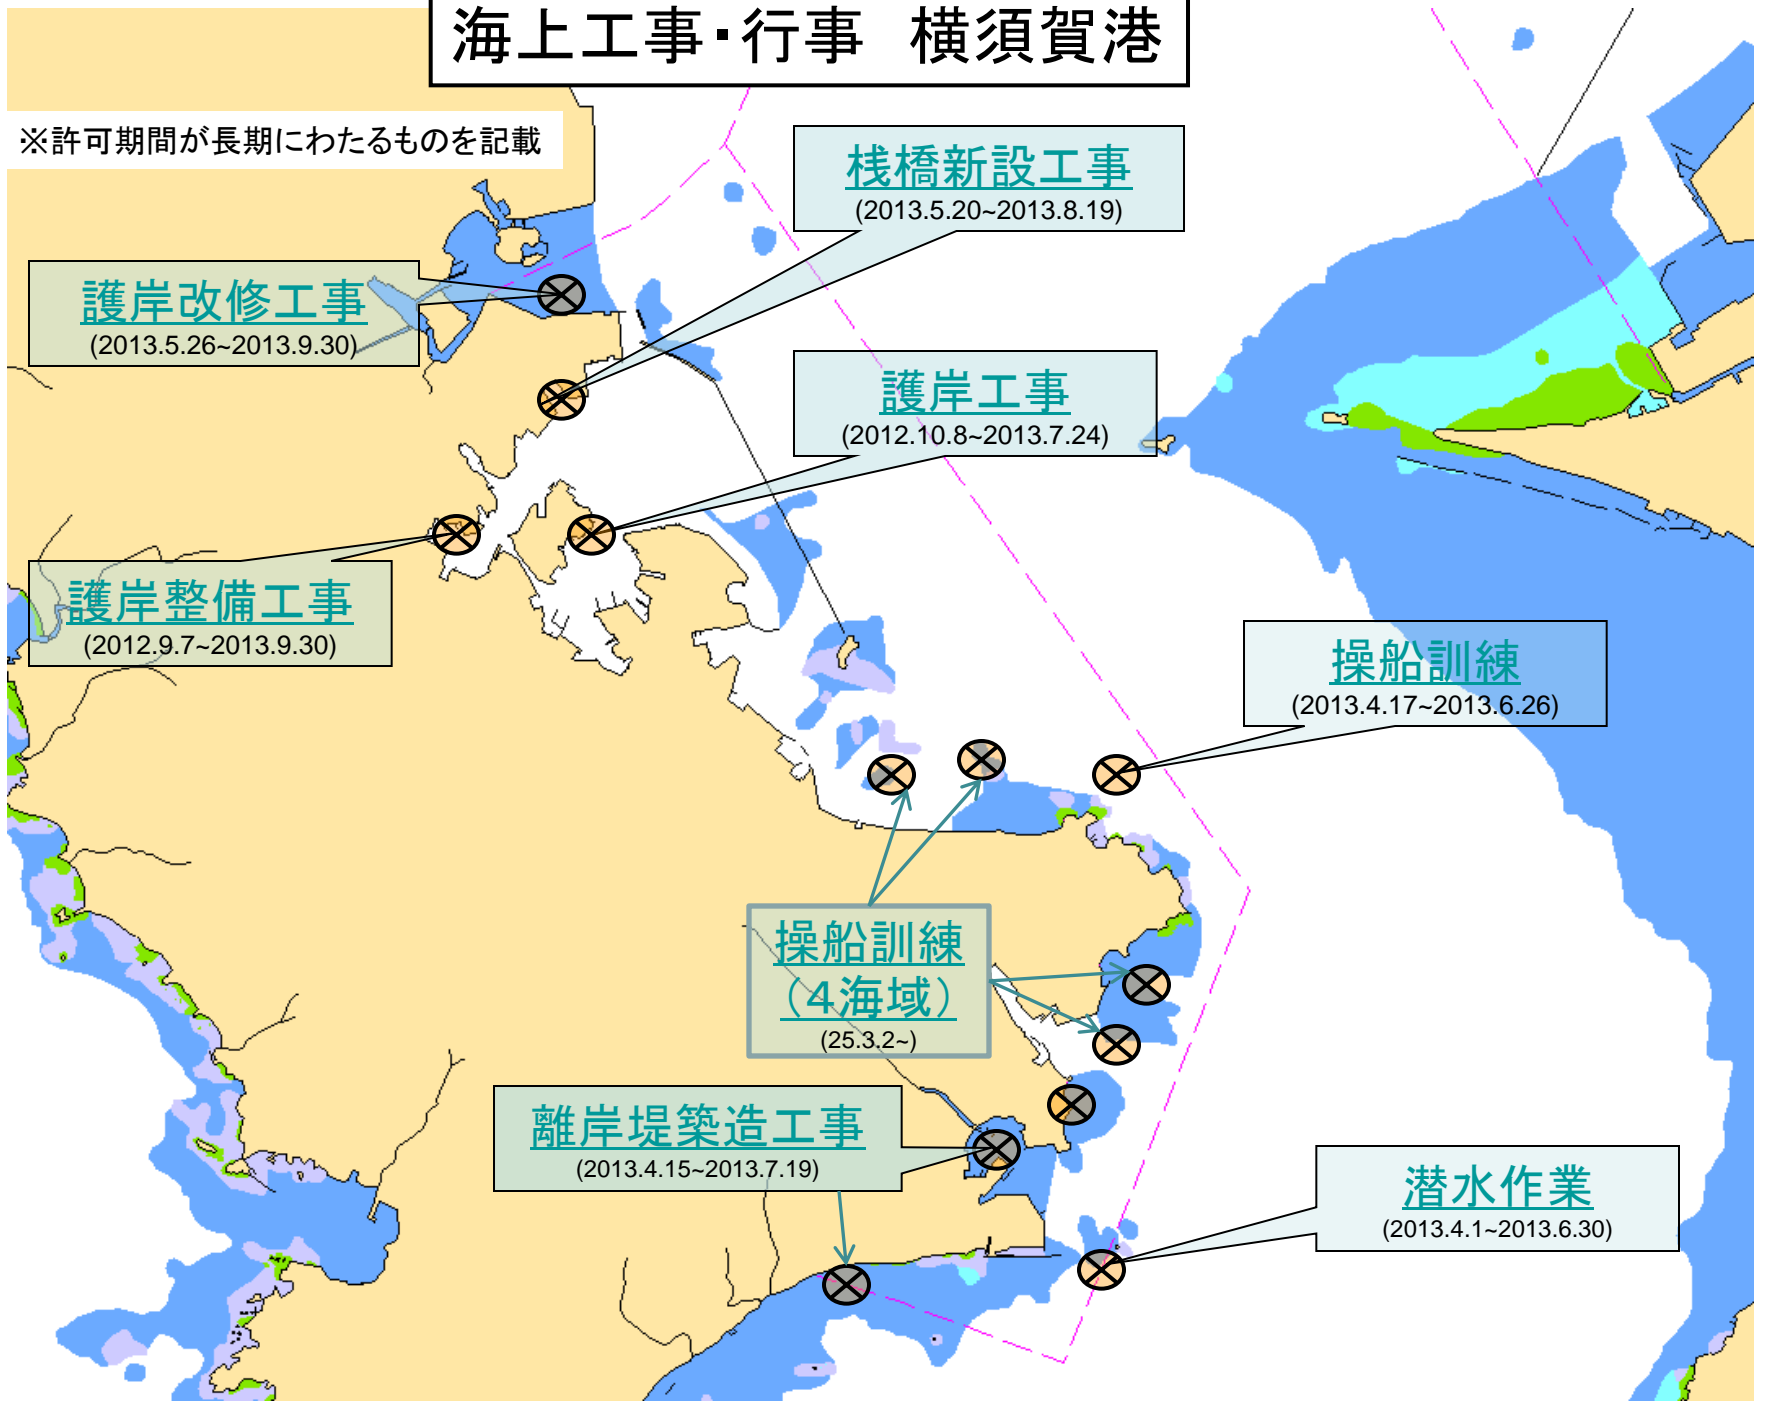 海上工事・行事　横須賀港
※許可期間が長期にわたるものを記載
桟橋新設工事
(2013.5.20~2013.8.19)
護岸改修工事
(2013.5.26~2013.9.30)
護岸工事
(2012.10.8~2013.7.24)
護岸整備工事
(2012.9.7~2013.9.30)
操船訓練
(2013.4.17~2013.6.26)
操船訓練
（4海域）
(25.3.2~)
離岸堤築造工事
(2013.4.15~2013.7.19)
潜水作業
(2013.4.1~2013.6.30)